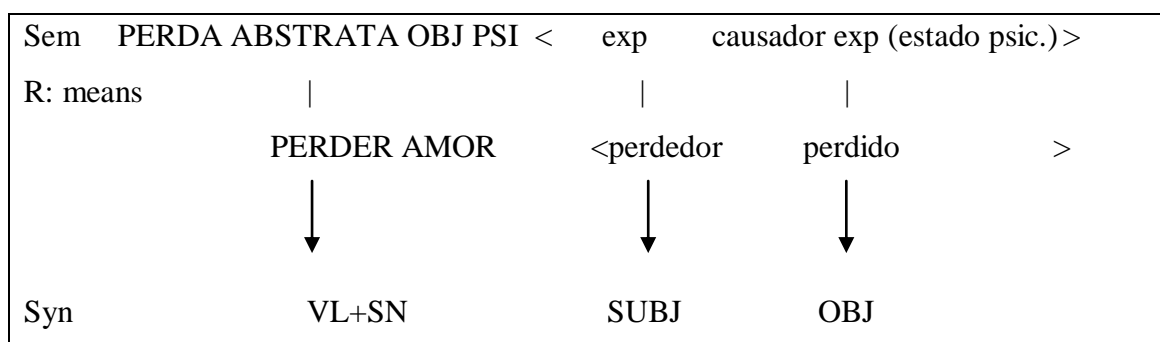 Sem PERDA ABSTRATA OBJ PSI < exp causador exp (estado psic.) >
R: means | | |
PERDER AMOR <perdedor perdido >
Syn VL+SN SUBJ OBJ